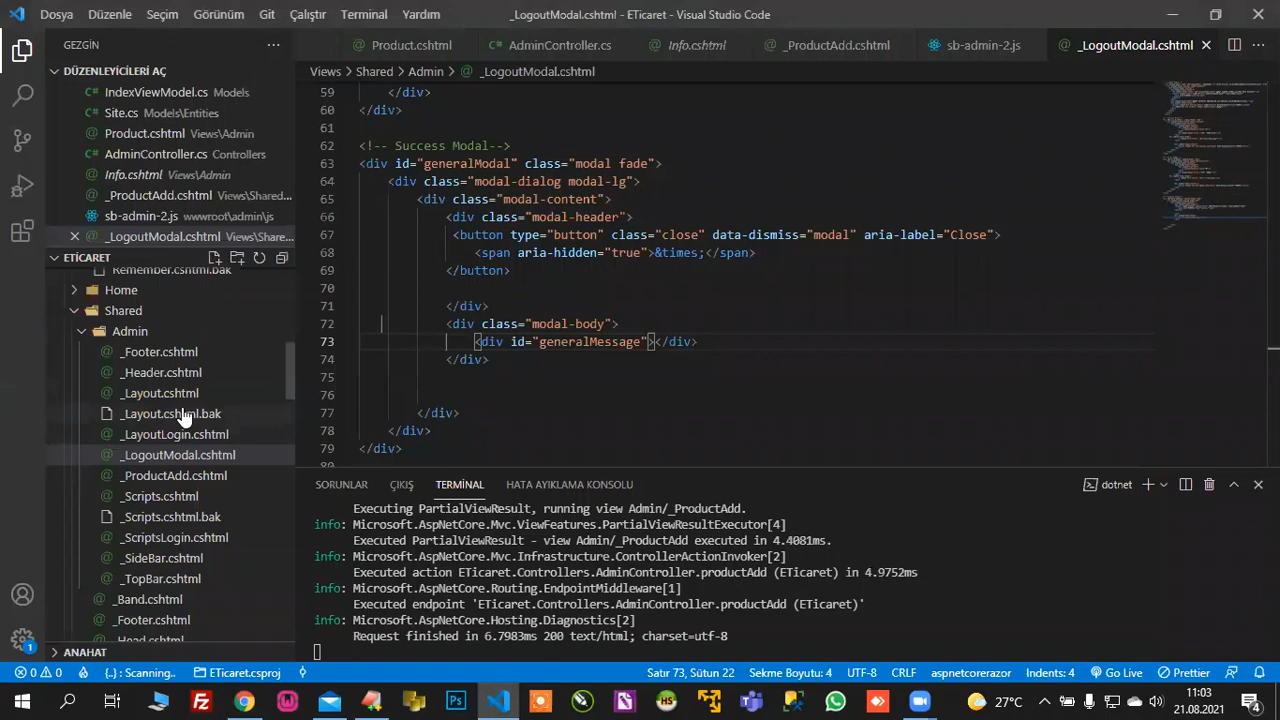 Dosya Düzenle Seçim Görünüm Git Çalıştır Terminal Yardım _LogoutModal.cshtml - ETicaret - Visual Studio Code
GEZGİN
DÜZENLEYİCİLERİ AÇ
IndexViewModel.cs Models
Site.cs Models\Entities
Product.cshtml Views\Admin
AdminController.cs Controllers
Info.cshtml Views\Admin
_ProductAdd.cshtml Views\Shared...
sb-admin-2.js wwwroot\admin\js
_LogoutModal.cshtml Views\Share...
ETİCARET
Remember.cshtml.bak
Home
Shared
Admin
_Footer.cshtml
_Header.cshtml
_Layout.cshtml
_Layout.cshtml.bak
_LayoutLogin.cshtml
_LogoutModal.cshtml
_ProductAdd.cshtml
_Scripts.cshtml
_Scripts.cshtml.bak
_ScriptsLogin.cshtml
_SideBar.cshtml
_TopBar.cshtml
_Band.cshtml
_Footer.cshtml
_Head.cshtml
ANAHAT
Product.cshtml AdminController.cs Info.cshtml _ProductAdd.cshtml sb-admin-2.js _LogoutModal.cshtml
Views > Shared > Admin > _LogoutModal.cshtml
59 </div>
60 </div>
61
62 <!-- Success Modal-
63 <div id="generalModal" class="modal fade">
64 <div class="modal-dialog modal-lg">
65 <div class="modal-content">
66 <div class="modal-header">
67 <button type="button" class="close" data-dismiss="modal" aria-label="Close">
68 <span aria-hidden="true">&times;</span>
69 </button>
70
71 </div>
72 <div class="modal-body">
73 <div id="generalMessage"></div>
74 </div>
75
76
77 </div>
78 </div>
79 </div>
80
SORUNLAR ÇIKIŞ TERMİNAL HATA AYIKLAMA KONSOLU dotnet
Executing PartialViewResult, running view Admin/_ProductAdd.
info: Microsoft.AspNetCore.Mvc.ViewFeatures.PartialViewResultExecutor[4]
Executed PartialViewResult - view Admin/_ProductAdd executed in 4.4081ms.
info: Microsoft.AspNetCore.Mvc.Infrastructure.ControllerActionInvoker[2]
Executed action ETicaret.Controllers.AdminController.productAdd (ETicaret) in 4.9752ms
info: Microsoft.AspNetCore.Routing.EndpointMiddleware[1]
Executed endpoint 'ETicaret.Controllers.AdminController.productAdd (ETicaret)'
info: Microsoft.AspNetCore.Hosting.Diagnostics[2]
Request finished in 6.7983ms 200 text/html; charset=utf-8
0 0 {..} : Scanning.. ETicaret.csproj Satır 73, Sütun 22 Sekme Boyutu: 4 UTF-8 CRLF aspnetcorerazor Indents: 4 Go Live Prettier
27°C 11:03
21.08.2021